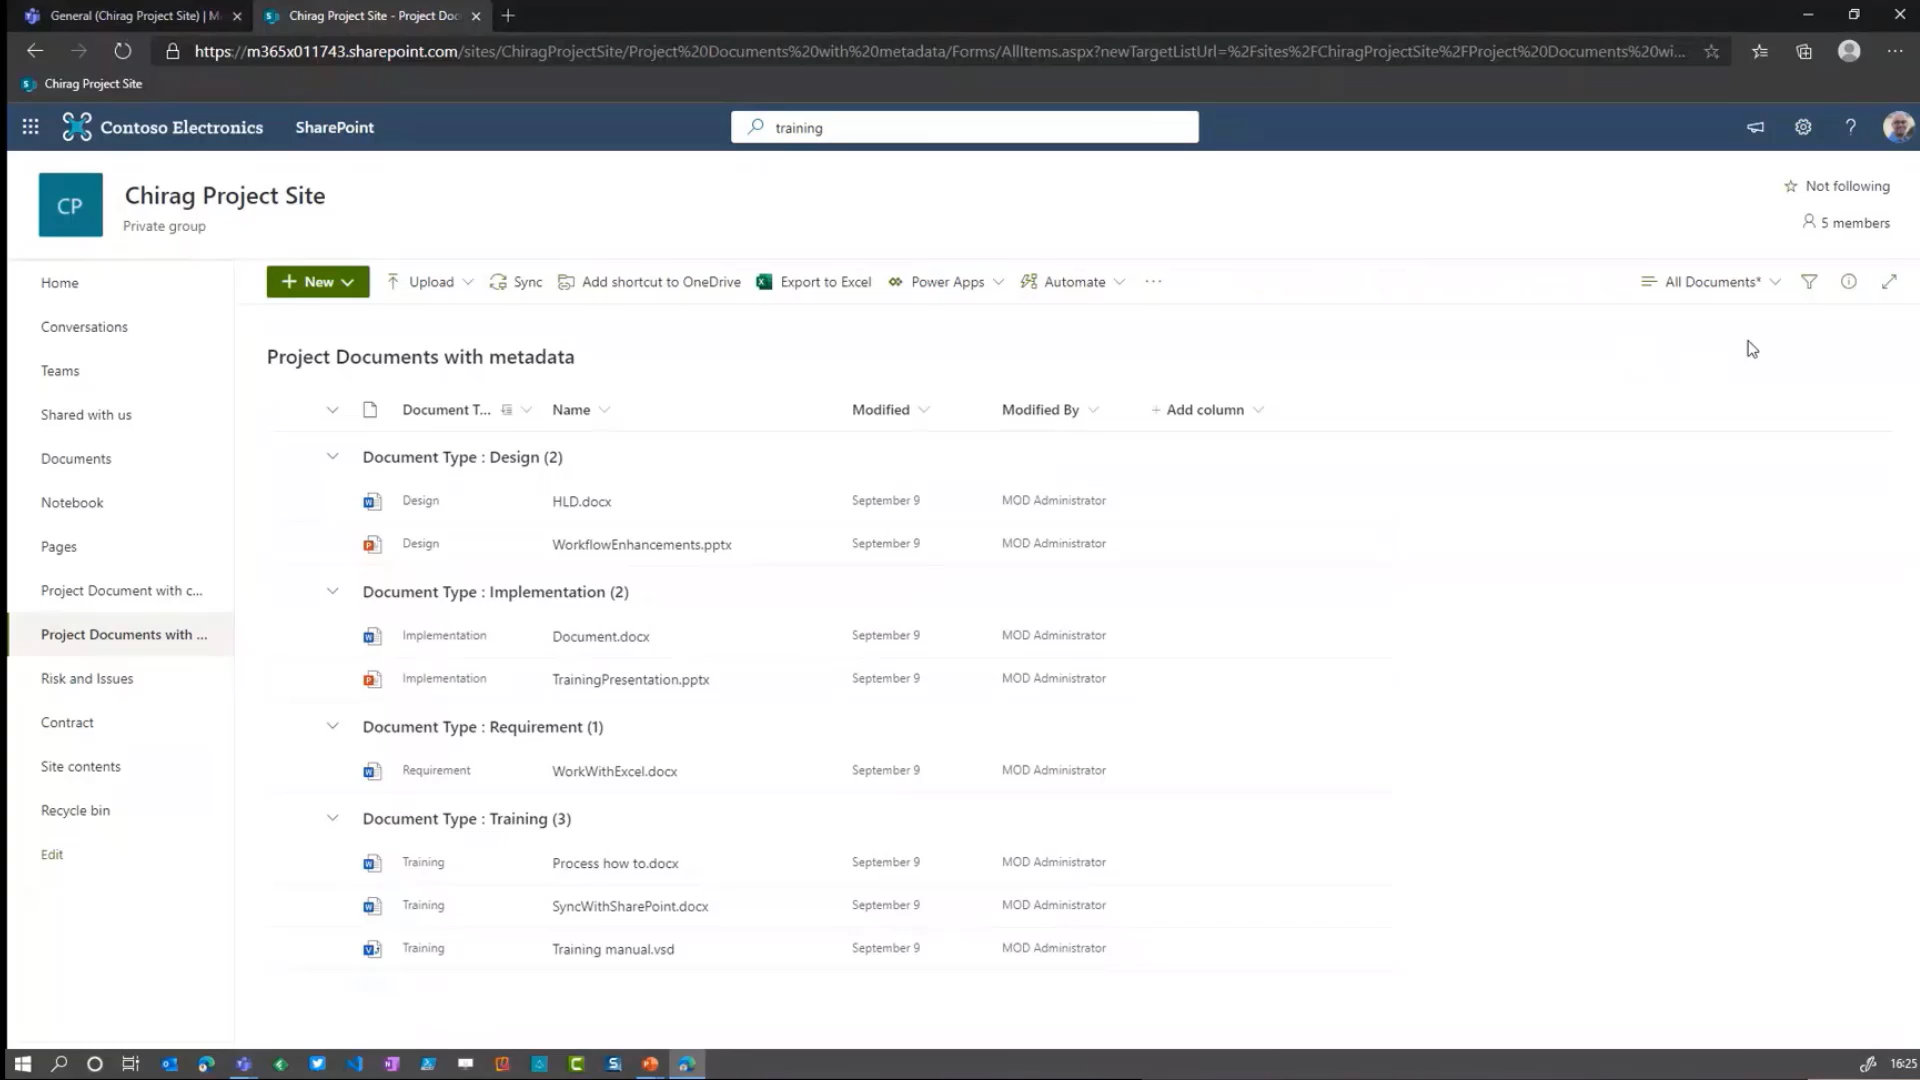 General (Chirag Project Site) | M
Chirag Project Site - Project Doc
https://m365x011743.sharepoint.com/sites/ChiragProjectSite/Project%20Documents%20with%20metadata/Forms/AllItems.aspx?newTargetListUrl=%2Fsites%2FChiragProjectSite%2FProject%20Documents%20wi...
Chirag Project Site
Contoso Electronics
SharePoint
training
CP
Chirag Project Site
Private group
Not following
5 members
New
Upload
Sync
Add shortcut to OneDrive
Export to Excel
Power Apps
Automate
...
All Documents*
Home
Conversations
Teams
Shared with us
Documents
Notebook
Pages
Project Document with c...
Project Documents with ...
Risk and Issues
Contract
Site contents
Recycle bin
Edit
Project Documents with metadata
Document T... Name Modified Modified By + Add column
Document Type : Design (2)
Design HLD.docx September 9 MOD Administrator
Design WorkflowEnhancements.pptx September 9 MOD Administrator
Document Type : Implementation (2)
Implementation Document.docx September 9 MOD Administrator
Implementation TrainingPresentation.pptx September 9 MOD Administrator
Document Type : Requirement (1)
Requirement WorkWithExcel.docx September 9 MOD Administrator
Document Type : Training (3)
Training Process how to.docx September 9 MOD Administrator
Training SyncWithSharePoint.docx September 9 MOD Administrator
Training Training manual.vsd September 9 MOD Administrator
16:25